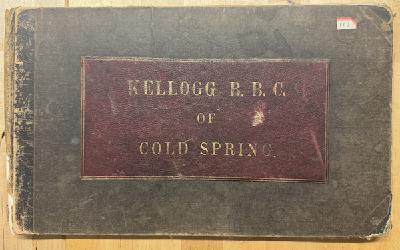 KELLOGG B. B. C.
OF
COLD SPRING.